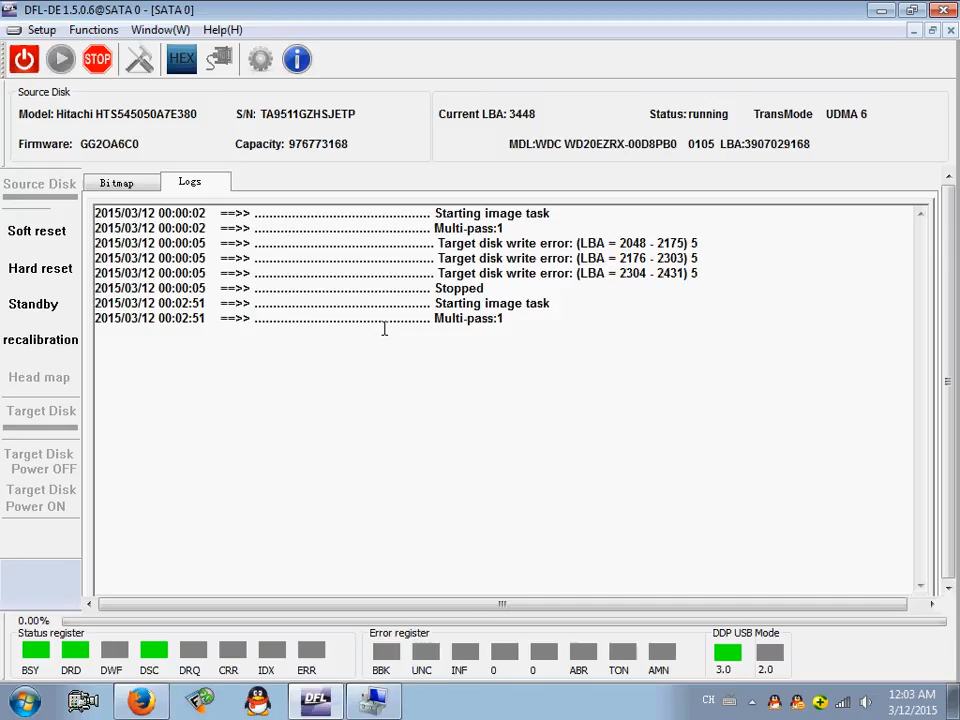 DFL-DE 1.5.0.6@SATA 0 - [SATA 0]
Setup Functions Window(W) Help(H)
STOP HEX
Source Disk
Model: Hitachi HTS545050A7E380 S/N: TA9511GZHSJETP Current LBA: 3448 Status: running TransMode UDMA 6
Firmware: GG2OA6C0 Capacity: 976773168 MDL:WDC WD20EZRX-00D8PB0 0105 LBA:3907029168
Source Disk
Bitmap Logs
Soft reset
Hard reset
Standby
recalibration
Head map
Target Disk
Target Disk
Power OFF
Target Disk
Power ON
2015/03/12 00:00:02 ==>> .............................................. Starting image task
2015/03/12 00:00:02 ==>> .............................................. Multi-pass:1
2015/03/12 00:00:05 ==>> .............................................. Target disk write error: (LBA = 2048 - 2175) 5
2015/03/12 00:00:05 ==>> .............................................. Target disk write error: (LBA = 2176 - 2303) 5
2015/03/12 00:00:05 ==>> .............................................. Target disk write error: (LBA = 2304 - 2431) 5
2015/03/12 00:00:05 ==>> .............................................. Stopped
2015/03/12 00:02:51 ==>> .............................................. Starting image task
2015/03/12 00:02:51 ==>> .............................................. Multi-pass:1
0.00%
Status register Error register DDP USB Mode
BSY DRD DWF DSC DRQ CRR IDX ERR BBK UNC INF 0 0 ABR TON AMN 3.0 2.0
DFL
CH
12:03 AM
3/12/2015